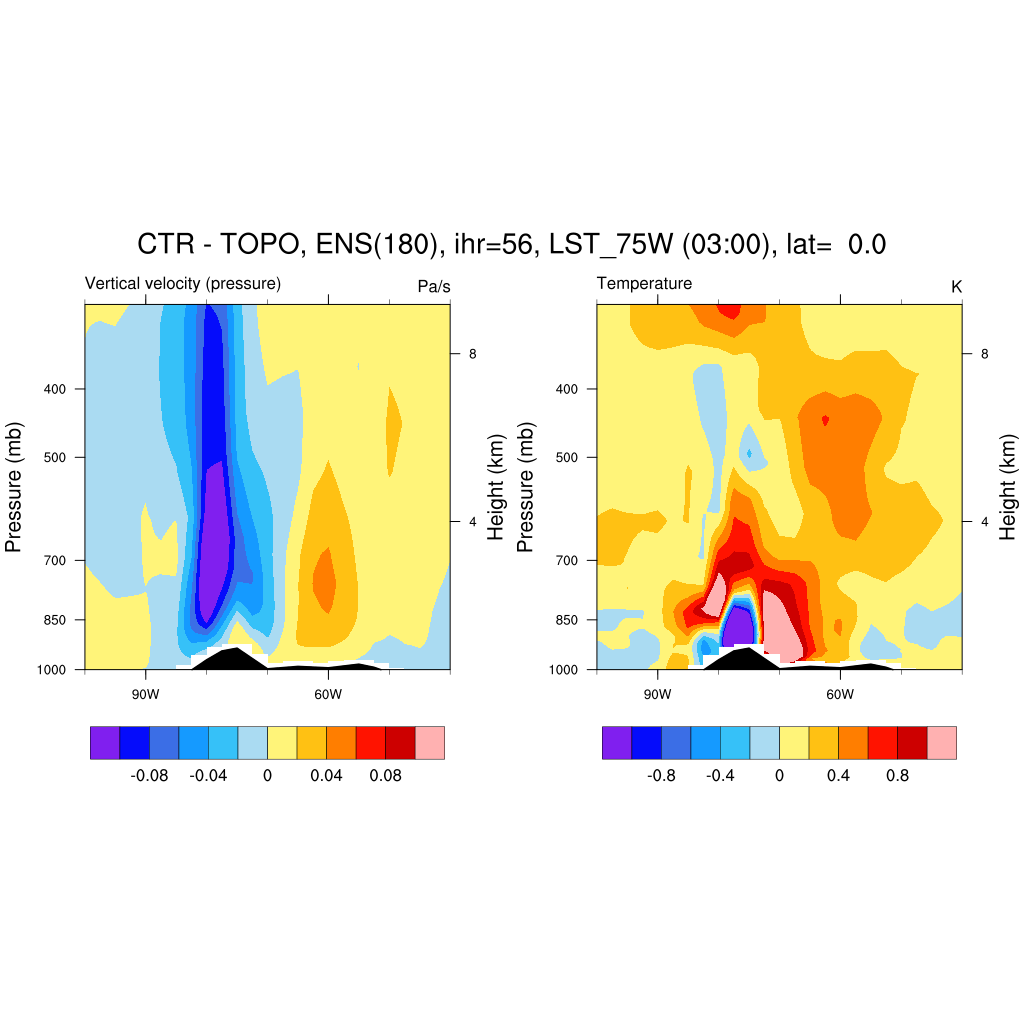 CTR - TOPO, ENS(180), ihr=56, LST_75W (03:00), lat=  0.0
Vertical velocity (pressure)
Pa/s
Pressure (mb)
400
500
700
850
1000
8
4
Height (km)
90W
60W
-0.08
-0.04
0
0.04
0.08
Temperature
K
Pressure (mb)
400
500
700
850
1000
8
4
Height (km)
90W
60W
-0.8
-0.4
0
0.4
0.8